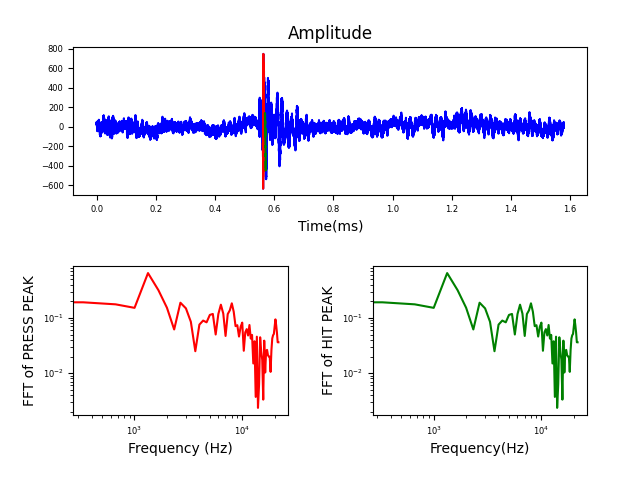 Amplitude
800
600
400
200
0
−200
−400
−600
0.0 0.2 0.4 0.6 0.8 1.0 1.2 1.4 1.6
Time(ms)
FFT of PRESS PEAK
10⁻¹
10⁻²
10³ 10⁴
Frequency (Hz)
FFT of HIT PEAK
10⁻¹
10⁻²
10³ 10⁴
Frequency(Hz)